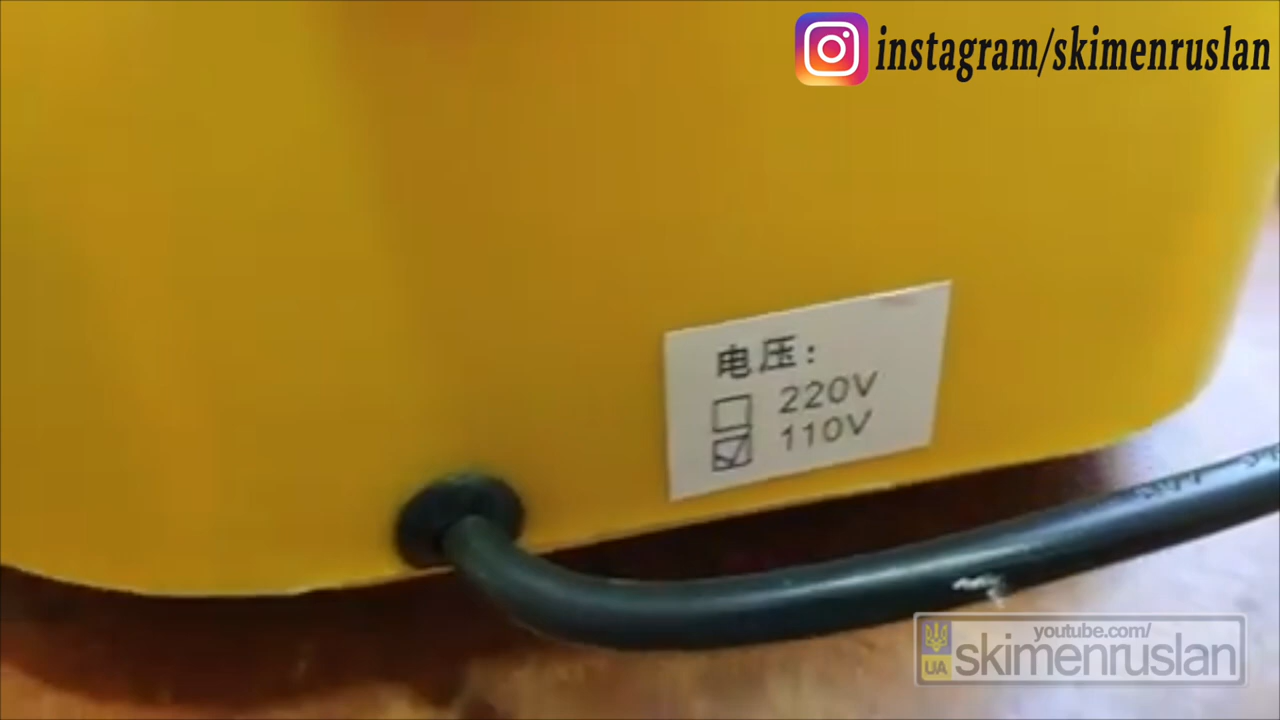 instagram/skimenruslan
电压：
220V
110V
youtube.com/
UA
skimenruslan